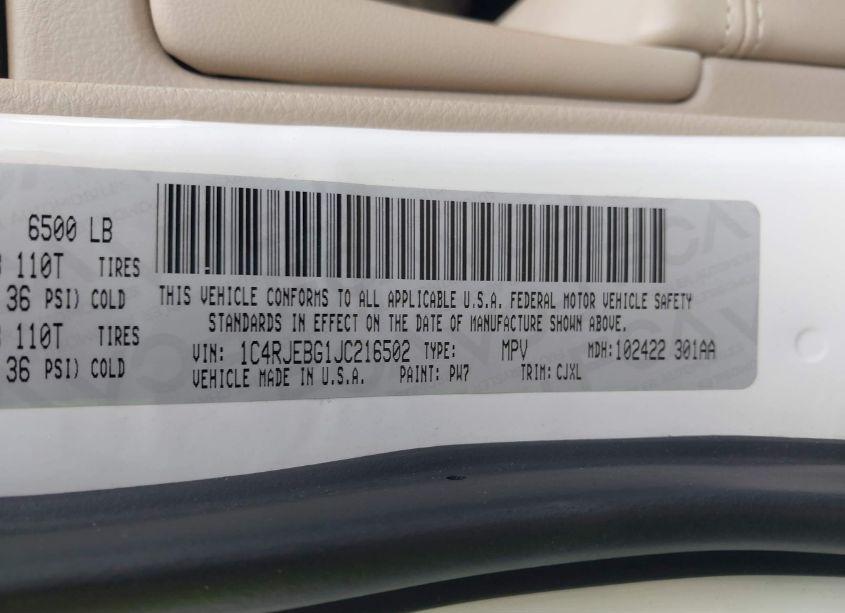 6500 LB
110T TIRES
36 PSI) COLD
110T TIRES
36 PSI) COLD
THIS VEHICLE CONFORMS TO ALL APPLICABLE U.S.A. FEDERAL MOTOR VEHICLE SAFETY
STANDARDS IN EFFECT ON THE DATE OF MANUFACTURE SHOWN ABOVE.
VIN: 1C4RJEBG1JC216502 TYPE: MPV MDH: 102422 301AA
VEHICLE MADE IN U.S.A. PAINT: PW7 TRIM: CJXL